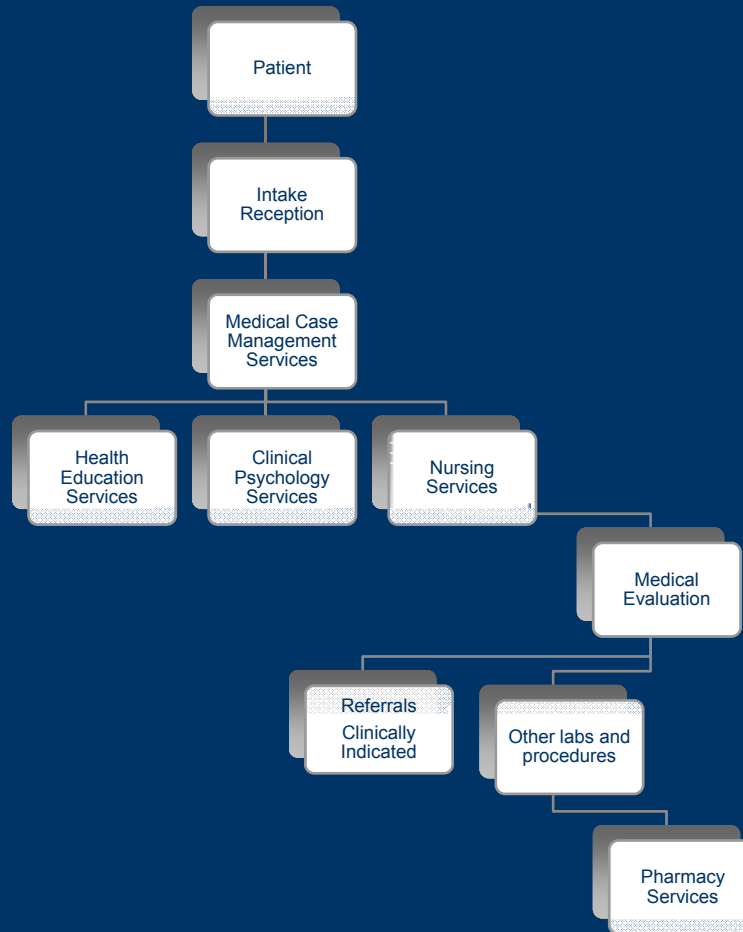 Patient
Intake
Reception
Medical Case
Management
Services
Health
Education
Services
Clinical
Psychology
Services
Nursing
Services
Medical
Evaluation
Referrals
Clinically
Indicated
Other labs and
procedures
Pharmacy
Services